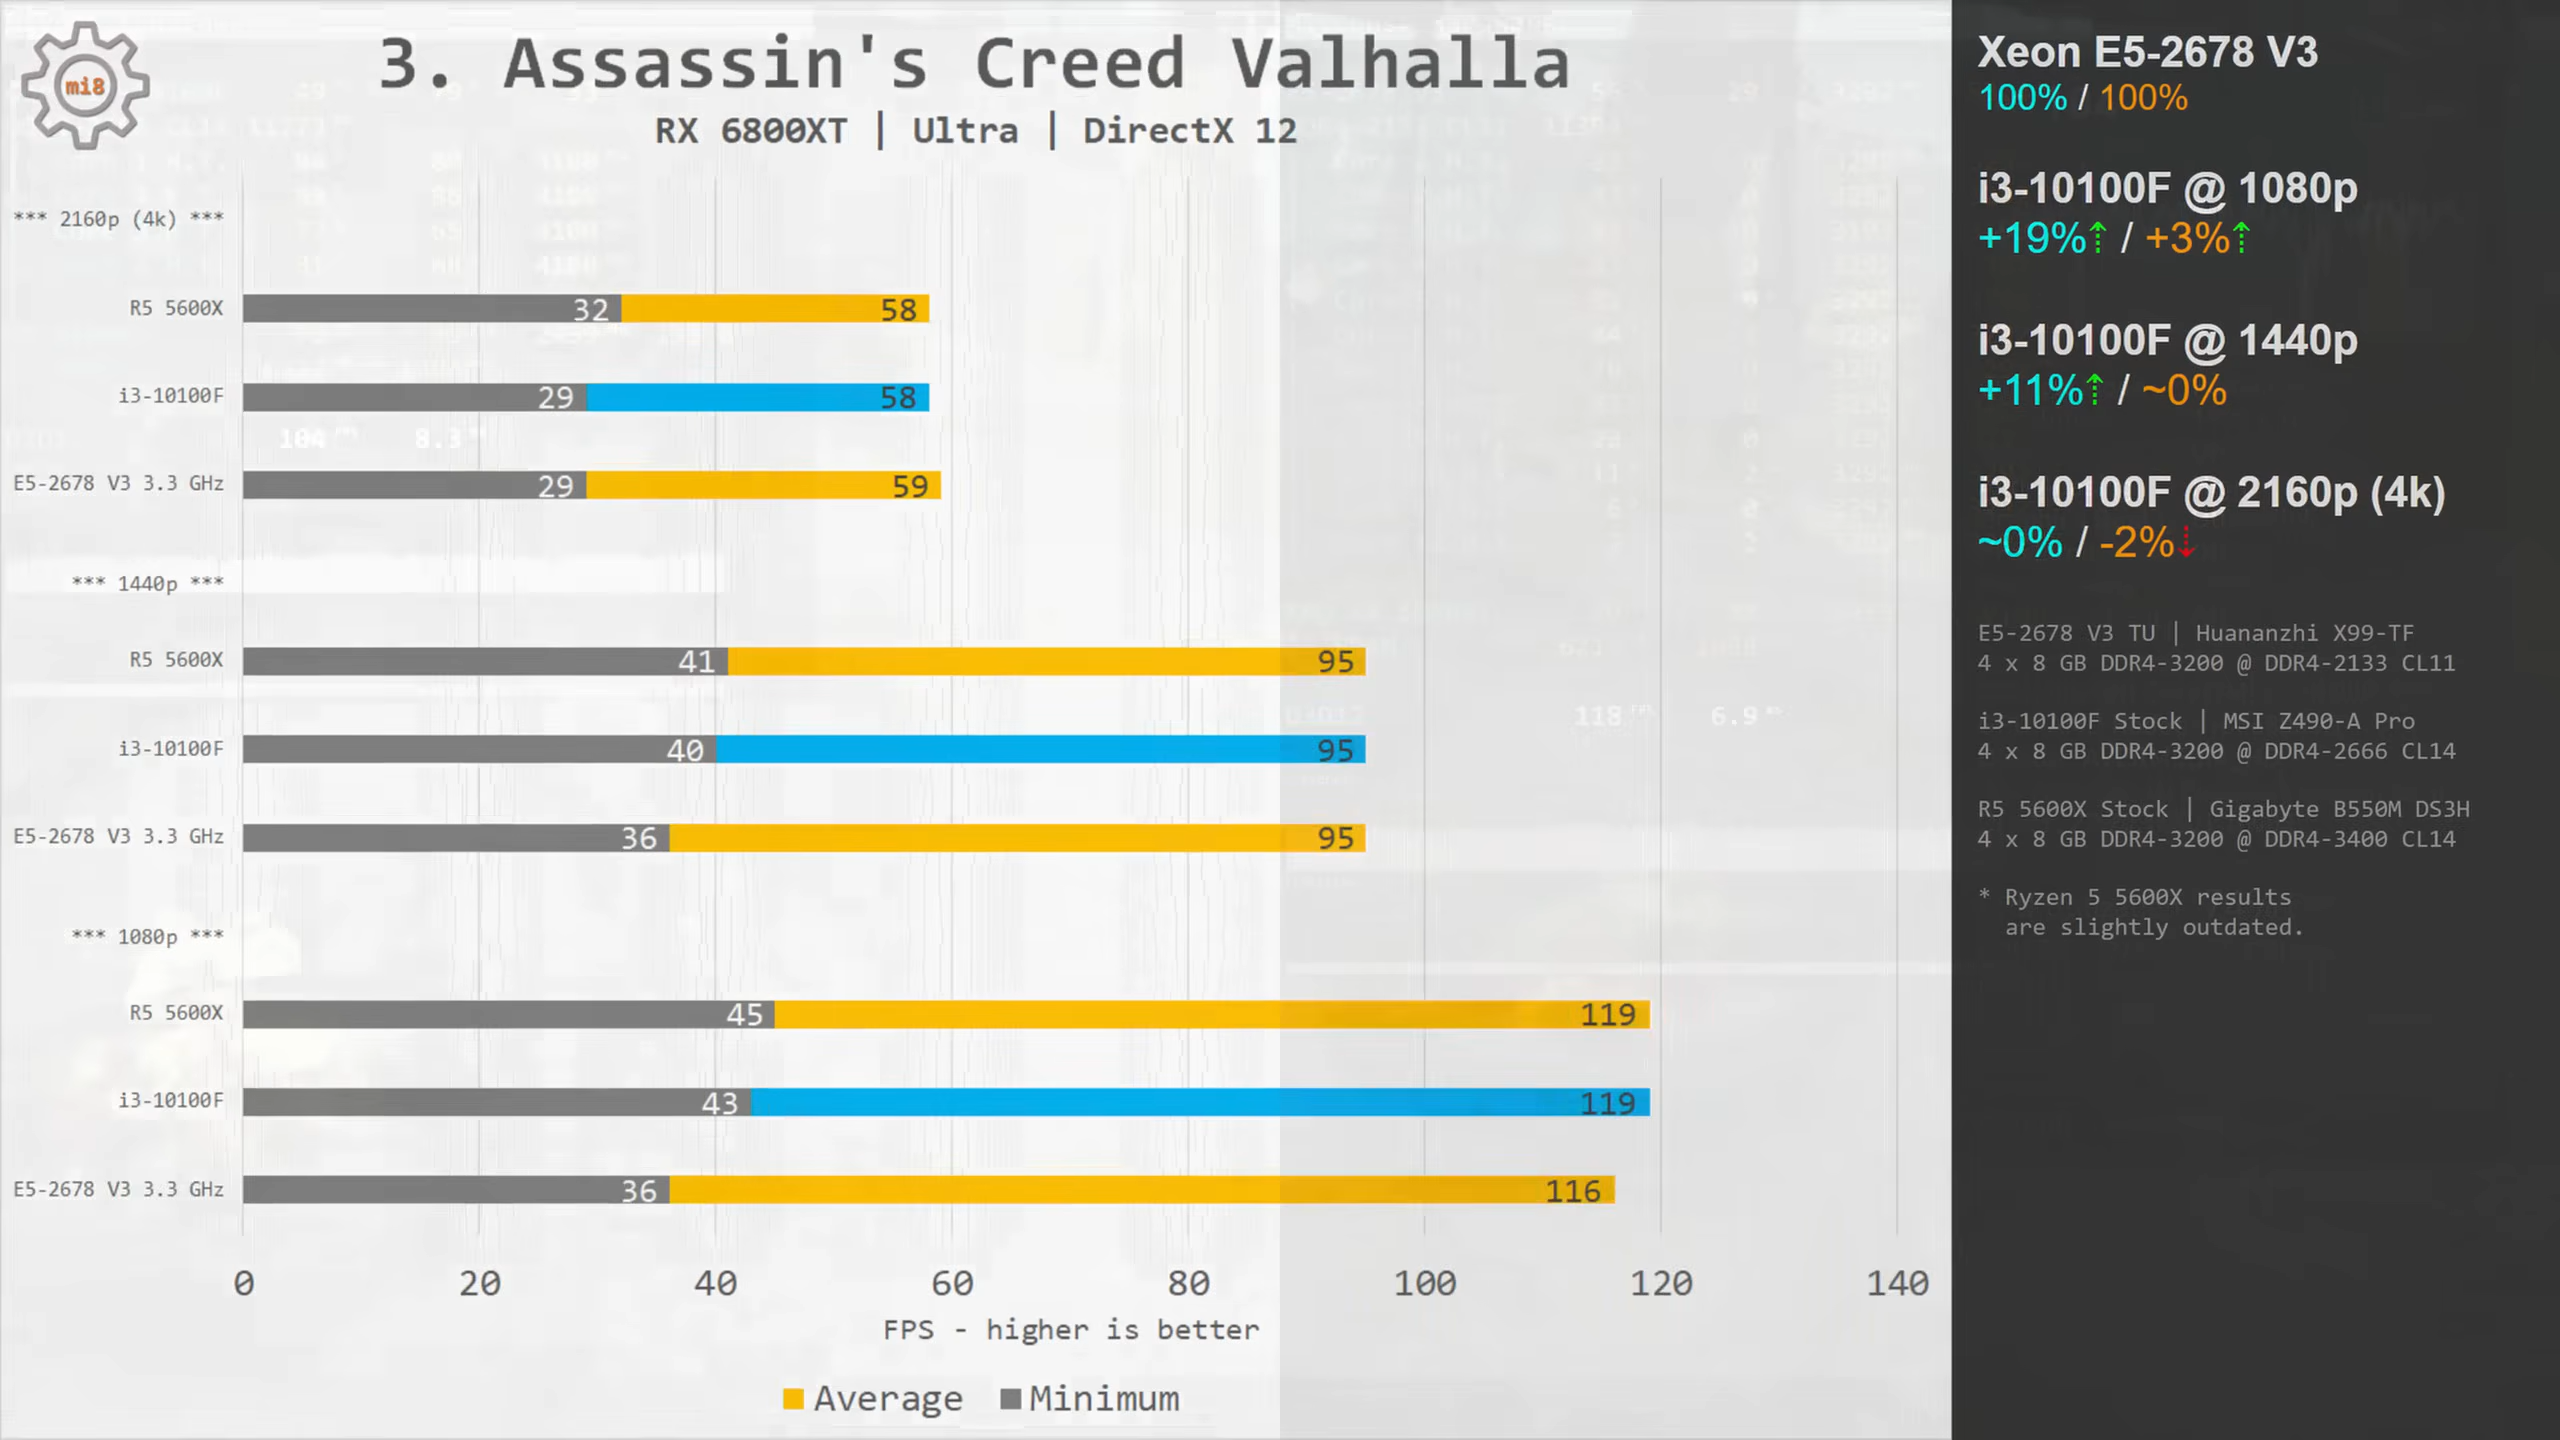 mi8
3. Assassin's Creed Valhalla
RX 6800XT | Ultra | DirectX 12
*** 2160p (4k) ***
R5 5600X 32 58
i3-10100F 29 58
104 8.3
E5-2678 V3 3.3 GHz 29 59
*** 1440p ***
R5 5600X 41 95
118 6.9
i3-10100F 40 95
E5-2678 V3 3.3 GHz 36 95
*** 1080p ***
R5 5600X 45 119
i3-10100F 43 119
E5-2678 V3 3.3 GHz 36 116
0 20 40 60 80 100 120 140
FPS - higher is better
Average Minimum
Xeon E5-2678 V3
100% / 100%
i3-10100F @ 1080p
+19%⇡ / +3%⇡
i3-10100F @ 1440p
+11%⇡ / ~0%
i3-10100F @ 2160p (4k)
~0% / -2%⇣
E5-2678 V3 TU | Huananzhi X99-TF
4 x 8 GB DDR4-3200 @ DDR4-2133 CL11
i3-10100F Stock | MSI Z490-A Pro
4 x 8 GB DDR4-3200 @ DDR4-2666 CL14
R5 5600X Stock | Gigabyte B550M DS3H
4 x 8 GB DDR4-3200 @ DDR4-3400 CL14
* Ryzen 5 5600X results
are slightly outdated.